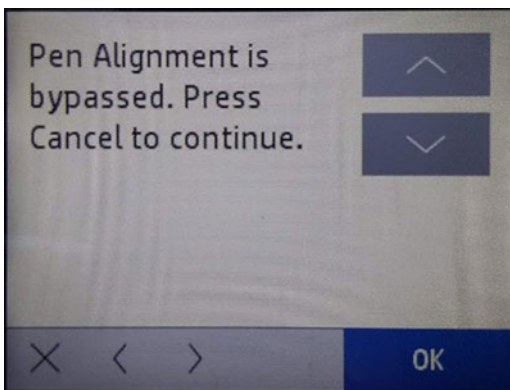 Pen Alignment is
bypassed. Press
Cancel to continue.
OK